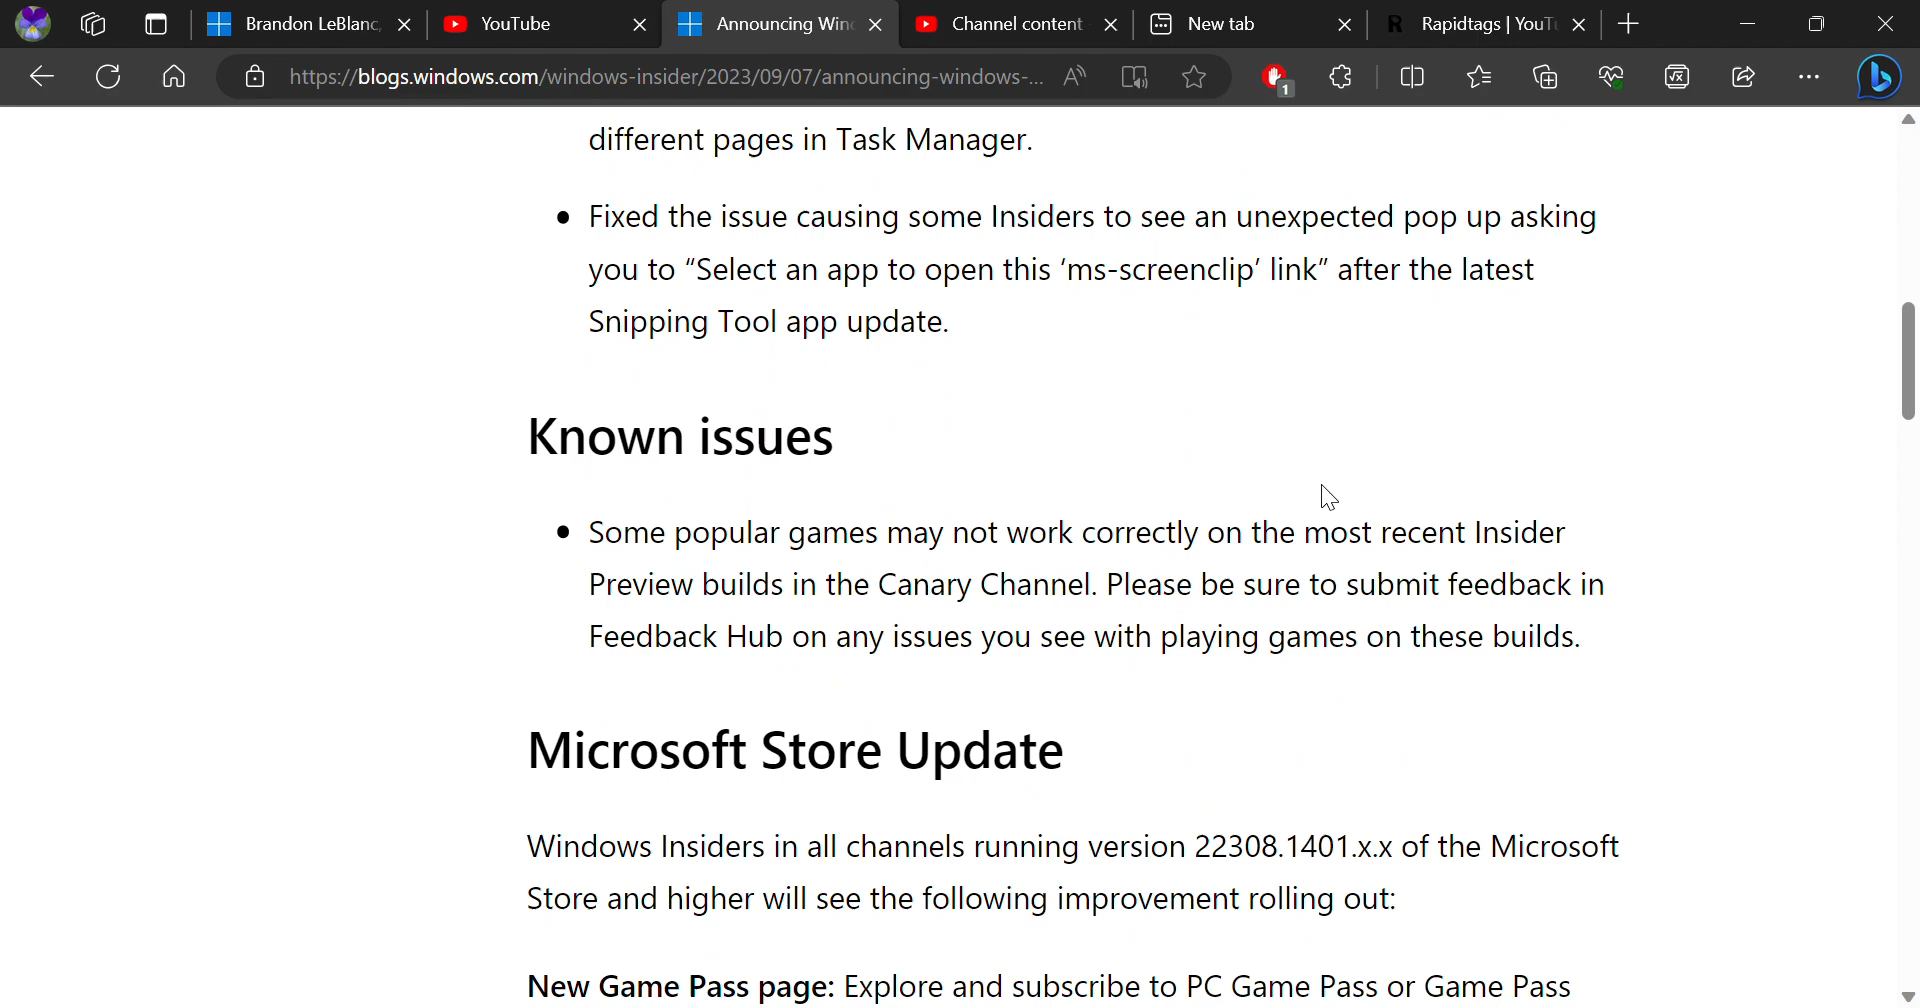 Brandon LeBlanc,
YouTube
Announcing Win
Channel content
New tab
Rapidtags | YouTu
https://blogs.windows.com/windows-insider/2023/09/07/announcing-windows-...
1
different pages in Task Manager.
• Fixed the issue causing some Insiders to see an unexpected pop up asking
you to “Select an app to open this ‘ms-screenclip’ link” after the latest
Snipping Tool app update.
Known issues
• Some popular games may not work correctly on the most recent Insider
Preview builds in the Canary Channel. Please be sure to submit feedback in
Feedback Hub on any issues you see with playing games on these builds.
Microsoft Store Update
Windows Insiders in all channels running version 22308.1401.x.x of the Microsoft
Store and higher will see the following improvement rolling out:
New Game Pass page: Explore and subscribe to PC Game Pass or Game Pass